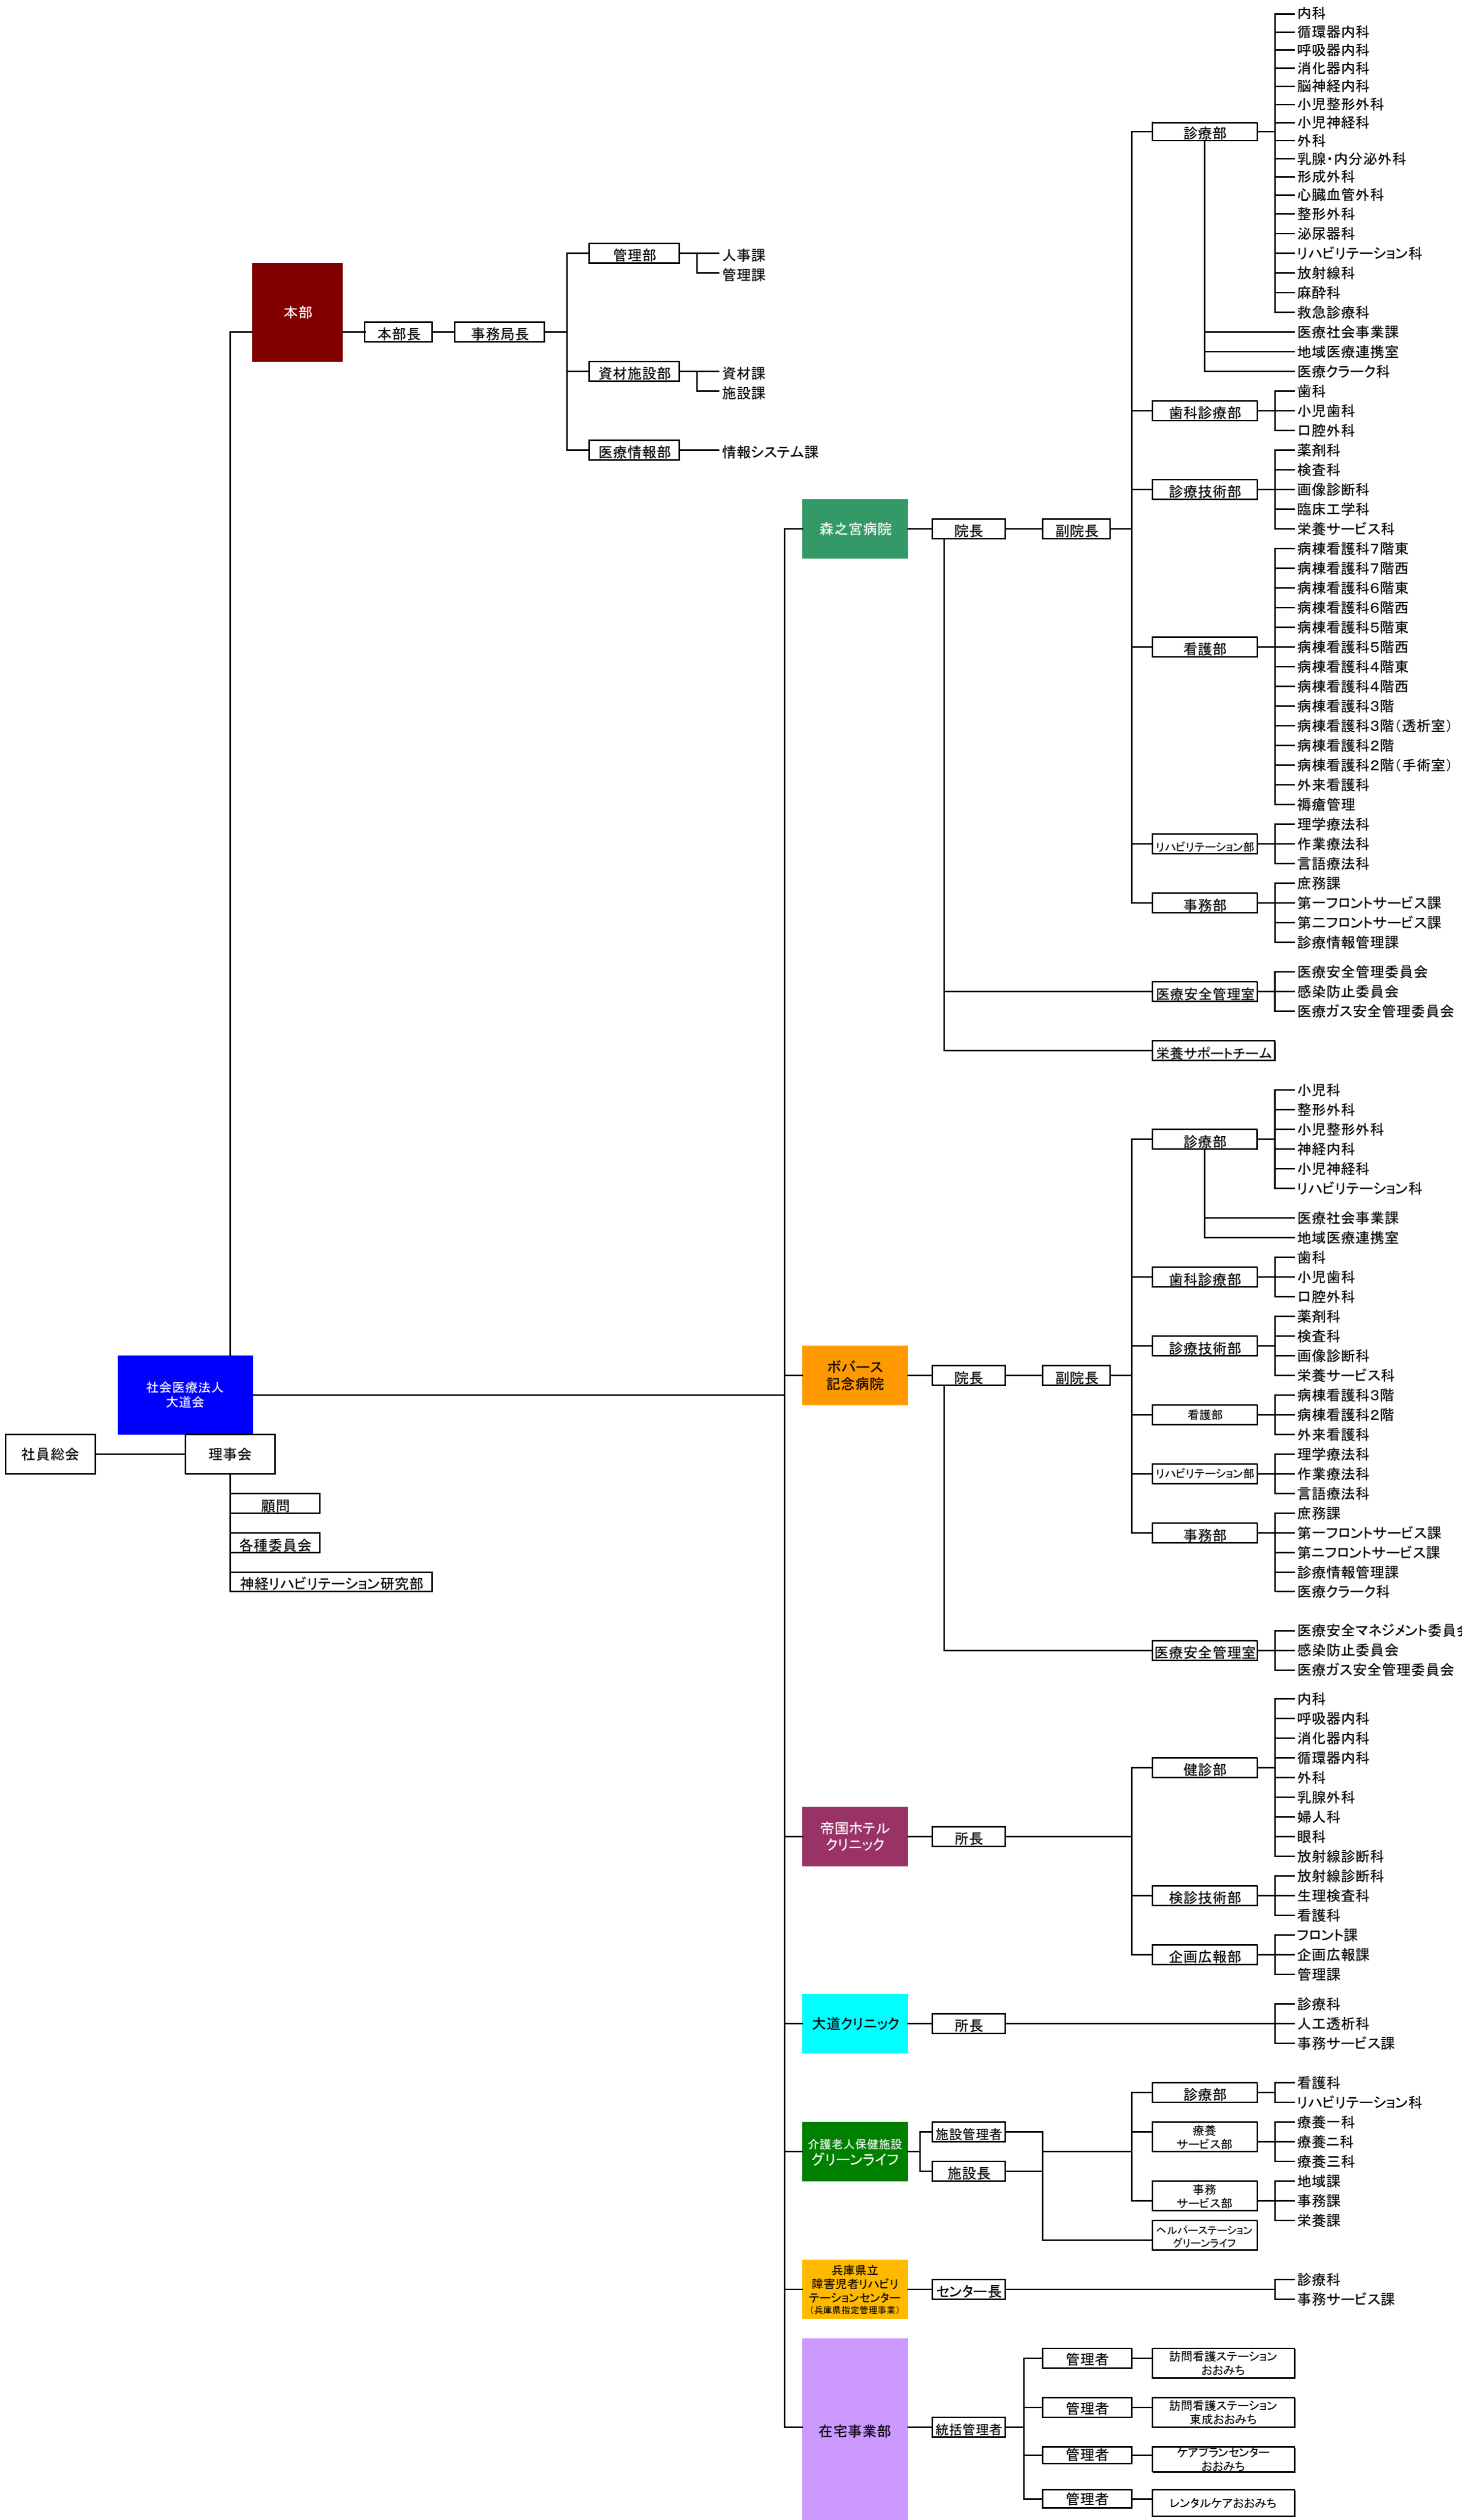 本部
本部長
事務局長
管理部
人事課
管理課
資材施設部
資材課
施設課
医療情報部
情報システム課
社会医療法人
大道会
社員総会
理事会
顧問
各種委員会
神経リハビリテーション研究部
森之宮病院
院長
副院長
診療部
内科
循環器内科
呼吸器内科
消化器内科
脳神経内科
小児整形外科
小児神経科
外科
乳腺・内分泌外科
形成外科
心臓血管外科
整形外科
泌尿器科
リハビリテーション科
放射線科
麻酔科
救急診療科
医療社会事業課
地域医療連携室
医療クラーク科
歯科診療部
歯科
小児歯科
口腔外科
診療技術部
薬剤科
検査科
画像診断科
臨床工学科
栄養サービス科
看護部
病棟看護科7階東
病棟看護科7階西
病棟看護科6階東
病棟看護科6階西
病棟看護科5階東
病棟看護科5階西
病棟看護科4階東
病棟看護科4階西
病棟看護科3階
病棟看護科3階(透析室)
病棟看護科2階
病棟看護科2階(手術室)
外来看護科
褥瘡管理
リハビリテーション部
理学療法科
作業療法科
言語療法科
事務部
庶務課
第一フロントサービス課
第二フロントサービス課
診療情報管理課
医療安全管理室
医療安全管理委員会
感染防止委員会
医療ガス安全管理委員会
栄養サポートチーム
ボバース
記念病院
院長
副院長
診療部
小児科
整形外科
小児整形外科
神経内科
小児神経科
リハビリテーション科
医療社会事業課
地域医療連携室
歯科診療部
歯科
小児歯科
口腔外科
診療技術部
薬剤科
検査科
画像診断科
栄養サービス科
看護部
病棟看護科3階
病棟看護科2階
外来看護科
リハビリテーション部
理学療法科
作業療法科
言語療法科
事務部
庶務課
第一フロントサービス課
第ニフロントサービス課
診療情報管理課
医療クラーク科
医療安全管理室
医療安全マネジメント委員会
感染防止委員会
医療ガス安全管理委員会
帝国ホテル
クリニック
所長
健診部
内科
呼吸器内科
消化器内科
循環器内科
外科
乳腺外科
婦人科
眼科
放射線診断科
検診技術部
放射線診断科
生理検査科
看護科
企画広報部
フロント課
企画広報課
管理課
大道クリニック
所長
診療科
人工透析科
事務サービス課
介護老人保健施設
グリーンライフ
施設管理者
施設長
診療部
看護科
リハビリテーション科
療養
サービス部
療養一科
療養二科
療養三科
事務
サービス部
地域課
事務課
栄養課
ヘルパーステーション
グリーンライフ
兵庫県立
障害児者リハビリ
テーションセンター
(兵庫県指定管理事業)
センター長
診療科
事務サービス課
在宅事業部
統括管理者
管理者
訪問看護ステーション
おおみち
管理者
訪問看護ステーション
東成おおみち
管理者
ケアプランセンター
おおみち
管理者
レンタルケアおおみち